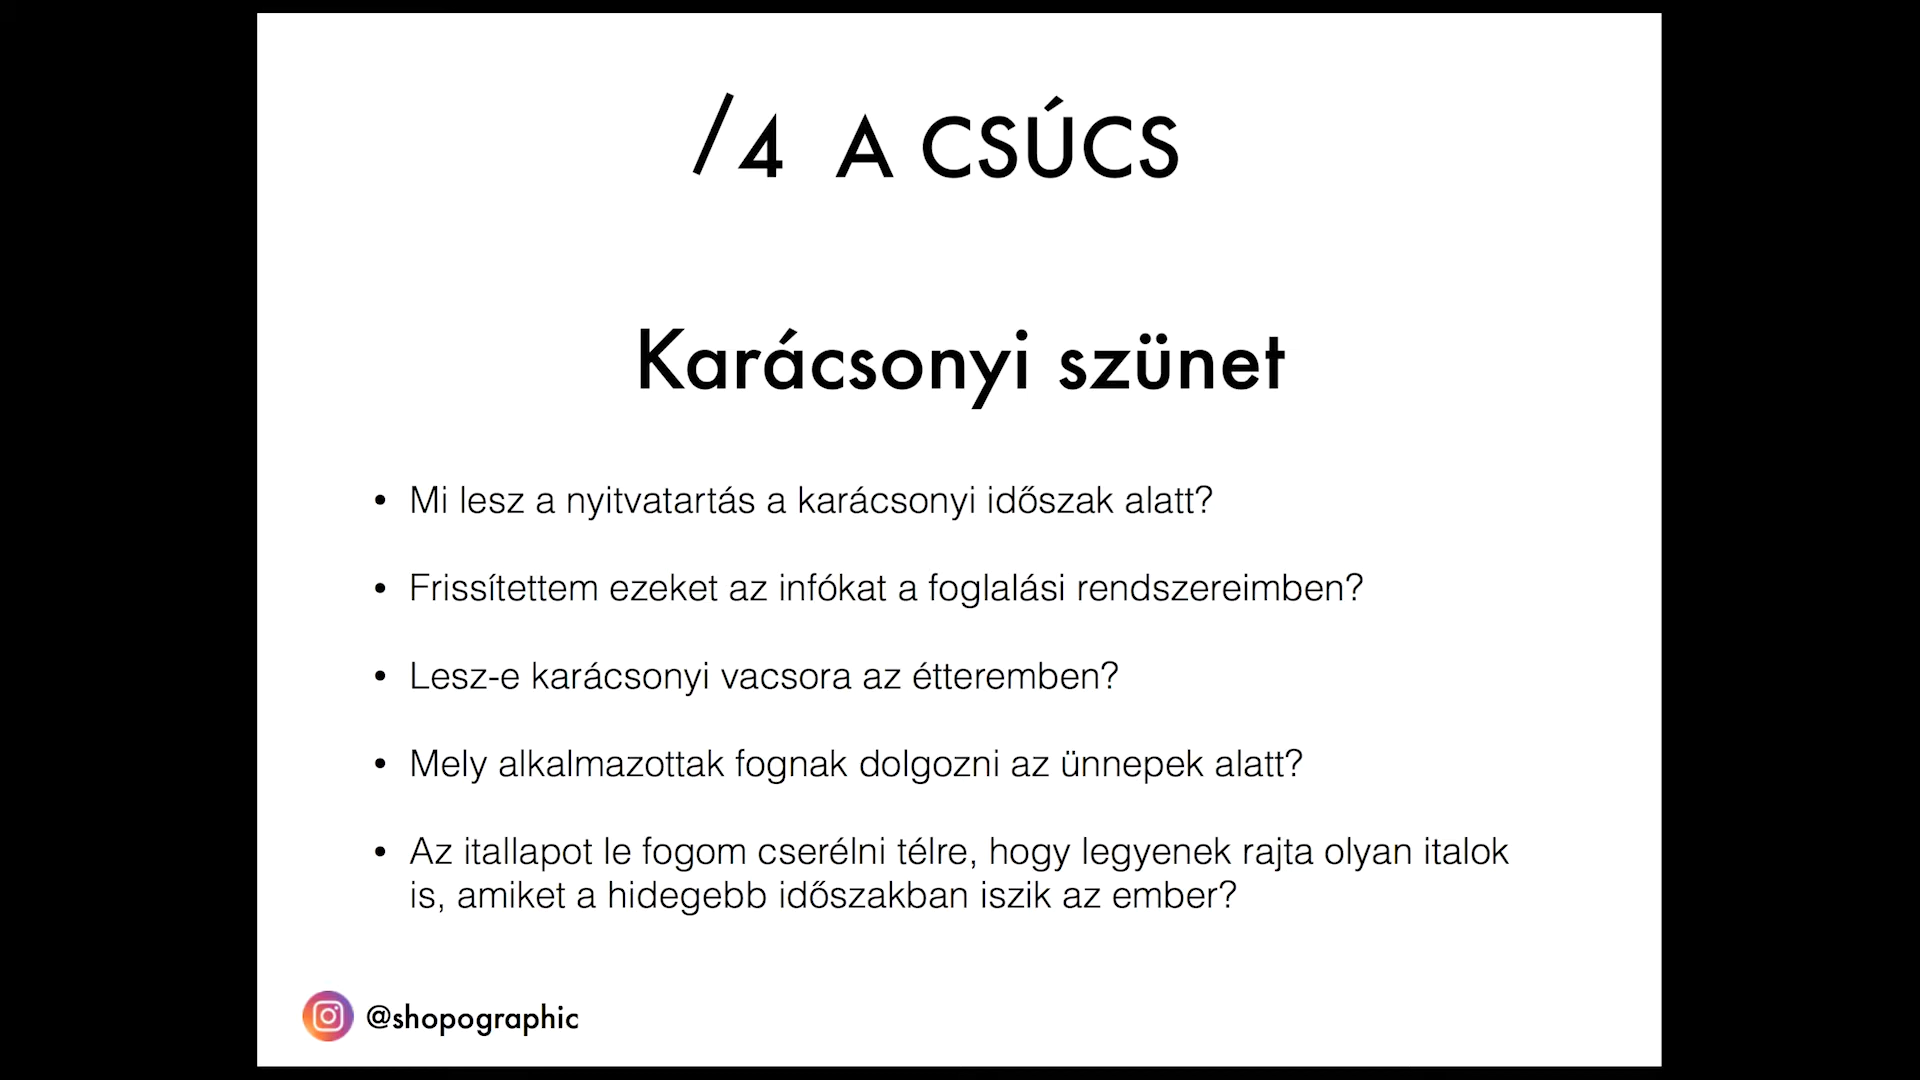 /4 A CSÚCS
Karácsonyi szünet
• Mi lesz a nyitvatartás a karácsonyi időszak alatt?
• Frissítettem ezeket az infókat a foglalási rendszereimben?
• Lesz-e karácsonyi vacsora az étteremben?
• Mely alkalmazottak fognak dolgozni az ünnepek alatt?
• Az itallapot le fogom cserélni télre, hogy legyenek rajta olyan italok
is, amiket a hidegebb időszakban iszik az ember?
@shopographic